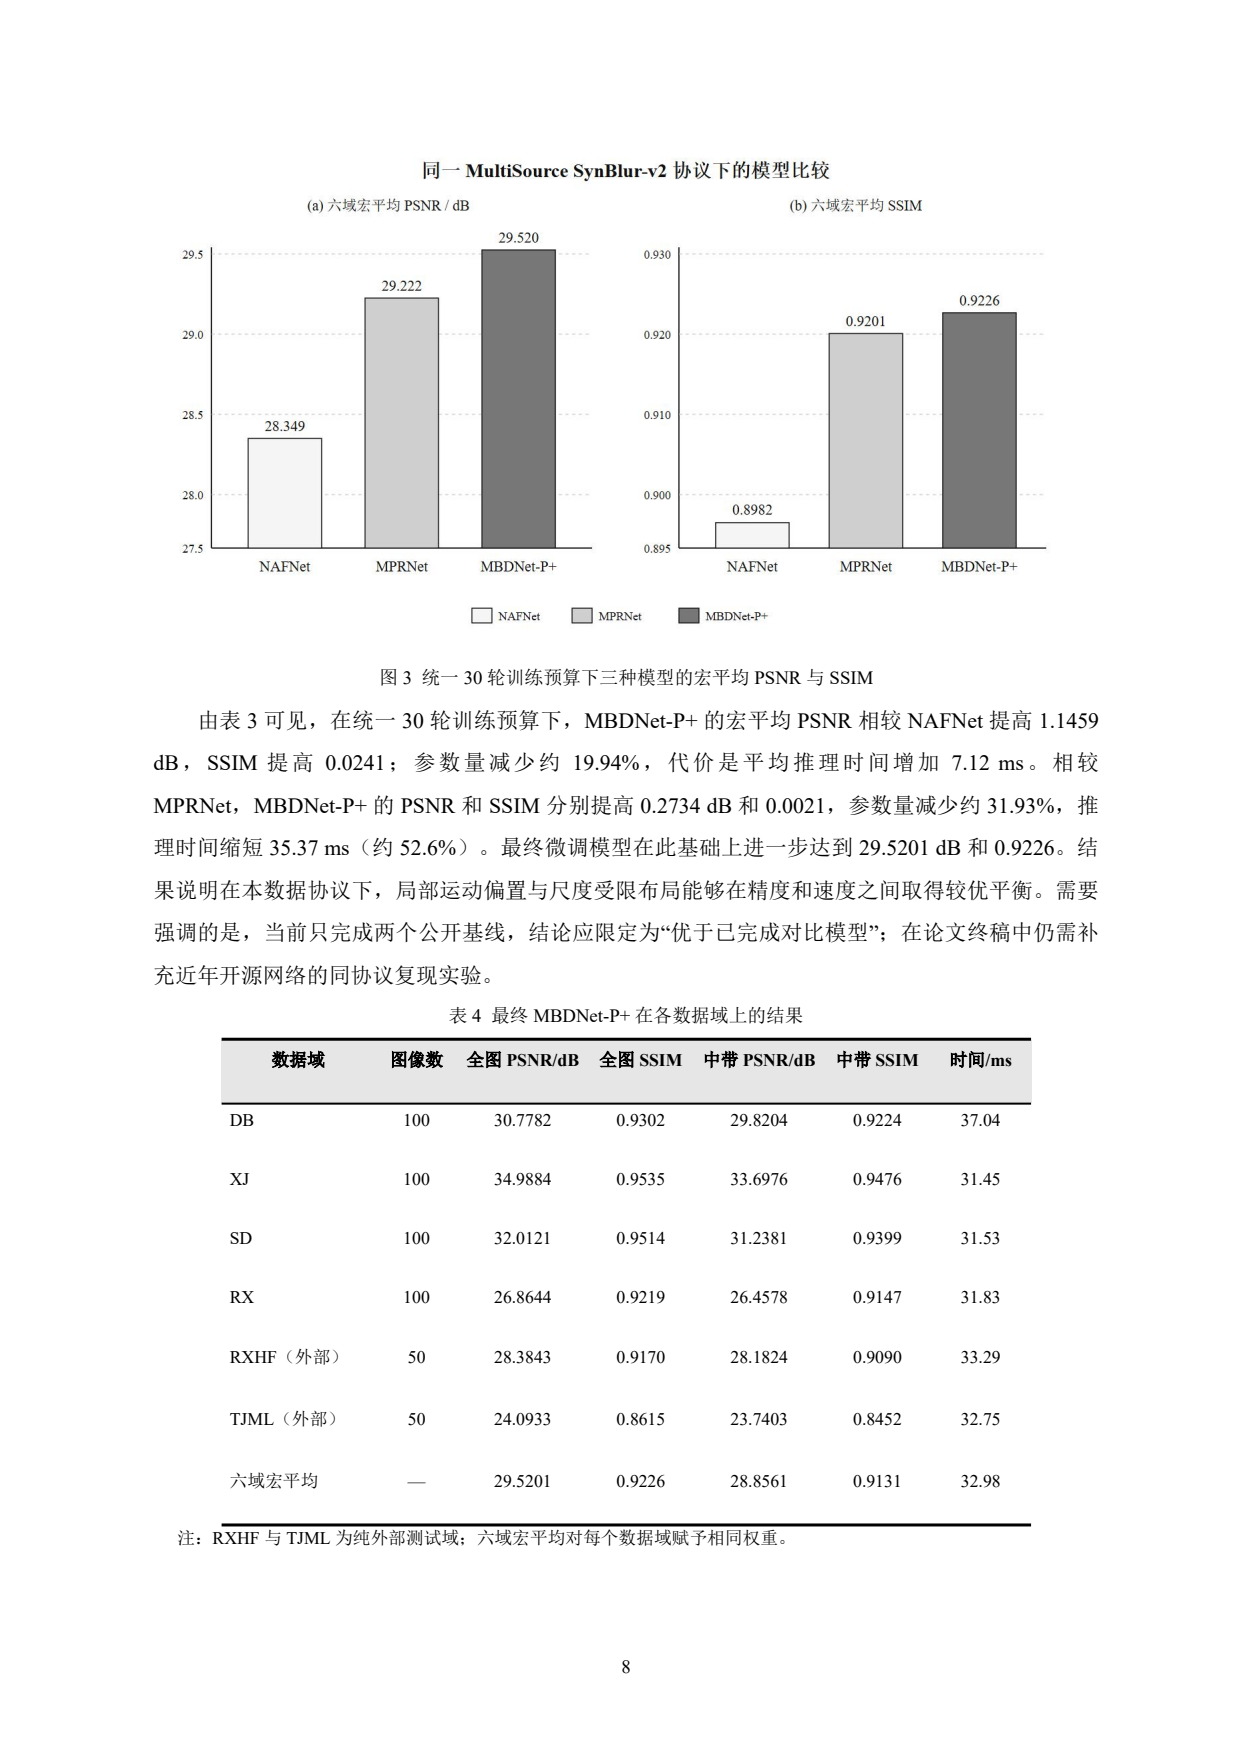 同一 MultiSource SynBlur-v2 协议下的模型比较
(a) 六域宏平均 PSNR / dB
29.5
29.0
28.5
28.0
27.5
28.349
29.222
29.520
NAFNet MPRNet MBDNet-P+
(b) 六域宏平均 SSIM
0.930
0.920
0.910
0.900
0.895
0.8982
0.9201
0.9226
NAFNet MPRNet MBDNet-P+
NAFNet MPRNet MBDNet-P+
图 3 统一 30 轮训练预算下三种模型的宏平均 PSNR 与 SSIM
由表 3 可见，在统一 30 轮训练预算下，MBDNet-P+ 的宏平均 PSNR 相较 NAFNet 提高 1.1459
dB，SSIM 提高 0.0241；参数量减少约 19.94%，代价是平均推理时间增加 7.12 ms。相较
MPRNet，MBDNet-P+ 的 PSNR 和 SSIM 分别提高 0.2734 dB 和 0.0021，参数量减少约 31.93%，推
理时间缩短 35.37 ms（约 52.6%）。最终微调模型在此基础上进一步达到 29.5201 dB 和 0.9226。结
果说明在本数据协议下，局部运动偏置与尺度受限布局能够在精度和速度之间取得较优平衡。需要
强调的是，当前只完成两个公开基线，结论应限定为“优于已完成对比模型”；在论文终稿中仍需补
充近年开源网络的同协议复现实验。
表 4 最终 MBDNet-P+ 在各数据域上的结果
数据域 图像数 全图 PSNR/dB 全图 SSIM 中带 PSNR/dB 中带 SSIM 时间/ms
DB 100 30.7782 0.9302 29.8204 0.9224 37.04
XJ 100 34.9884 0.9535 33.6976 0.9476 31.45
SD 100 32.0121 0.9514 31.2381 0.9399 31.53
RX 100 26.8644 0.9219 26.4578 0.9147 31.83
RXHF（外部） 50 28.3843 0.9170 28.1824 0.9090 33.29
TJML（外部） 50 24.0933 0.8615 23.7403 0.8452 32.75
六域宏平均 — 29.5201 0.9226 28.8561 0.9131 32.98
注：RXHF 与 TJML 为纯外部测试域；六域宏平均对每个数据域赋予相同权重。
8